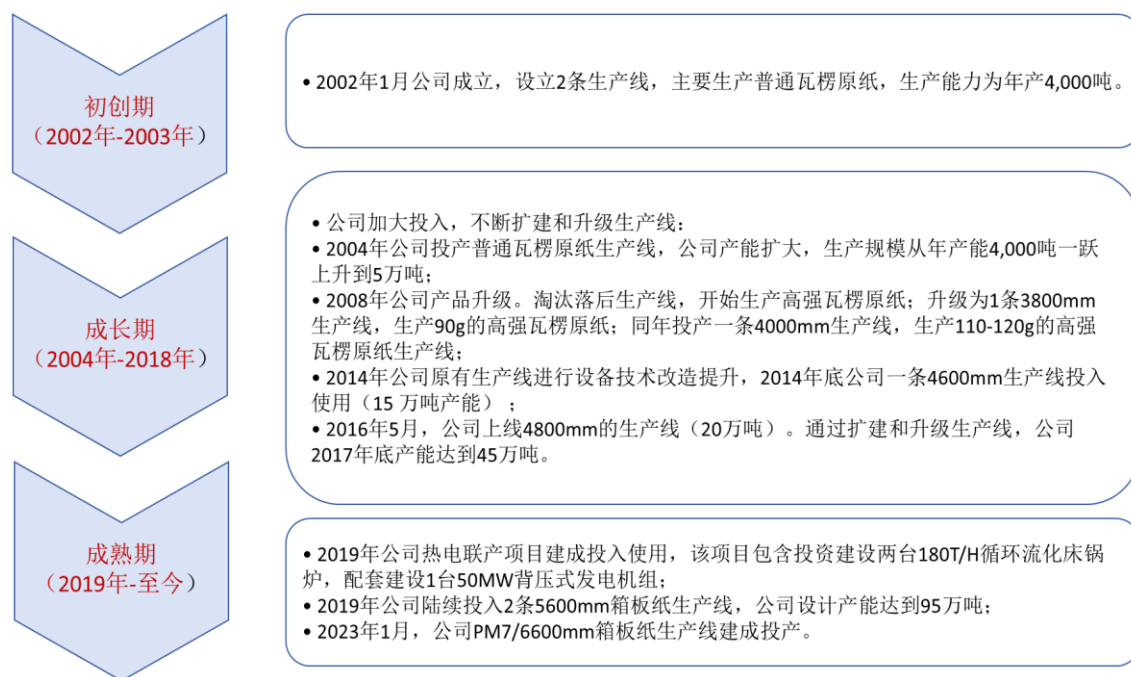 初创期
（2002年-2003年）
• 2002年1月公司成立，设立2条生产线，主要生产普通瓦楞原纸，生产能力为年产4,000吨。
成长期
（2004年-2018年）
• 公司加大投入，不断扩建和升级生产线：
• 2004年公司投产普通瓦楞原纸生产线，公司产能扩大，生产规模从年产能4,000吨一跃
上升到5万吨；
• 2008年公司产品升级。淘汰落后生产线，开始生产高强瓦楞原纸；升级为1条3800mm
生产线，生产90g的高强瓦楞原纸；同年投产一条4000mm生产线，生产110-120g的高强
瓦楞原纸生产线；
• 2014年公司原有生产线进行设备技术改造提升，2014年底公司一条4600mm生产线投入
使用（15 万吨产能）；
• 2016年5月，公司上线4800mm的生产线（20万吨）。通过扩建和升级生产线，公司
2017年底产能达到45万吨。
成熟期
（2019年-至今）
• 2019年公司热电联产项目建成投入使用，该项目包含投资建设两台180T/H循环流化床锅
炉，配套建设1台50MW背压式发电机组；
• 2019年公司陆续投入2条5600mm箱板纸生产线，公司设计产能达到95万吨；
• 2023年1月，公司PM7/6600mm箱板纸生产线建成投产。